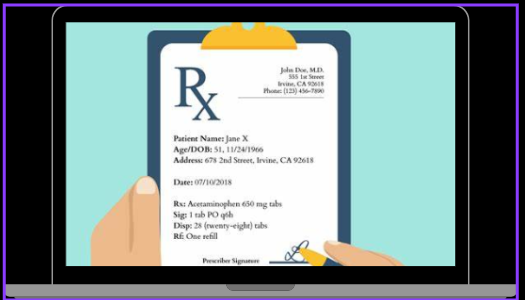 Rx
John Doe, M.D.
555 1st Street
Irvine, CA 92618
Phone: (123) 456-7890
Patient Name: Jane X
Age/DOB: 51, 11/24/1966
Address: 678 2nd Street, Irvine, CA 92618
Date: 07/10/2018
Rx: Acetaminophen 650 mg tabs
Sig: 1 tab PO q6h
Disp: 28 (twenty-eight) tabs
Rf: One refill
Prescriber Signature